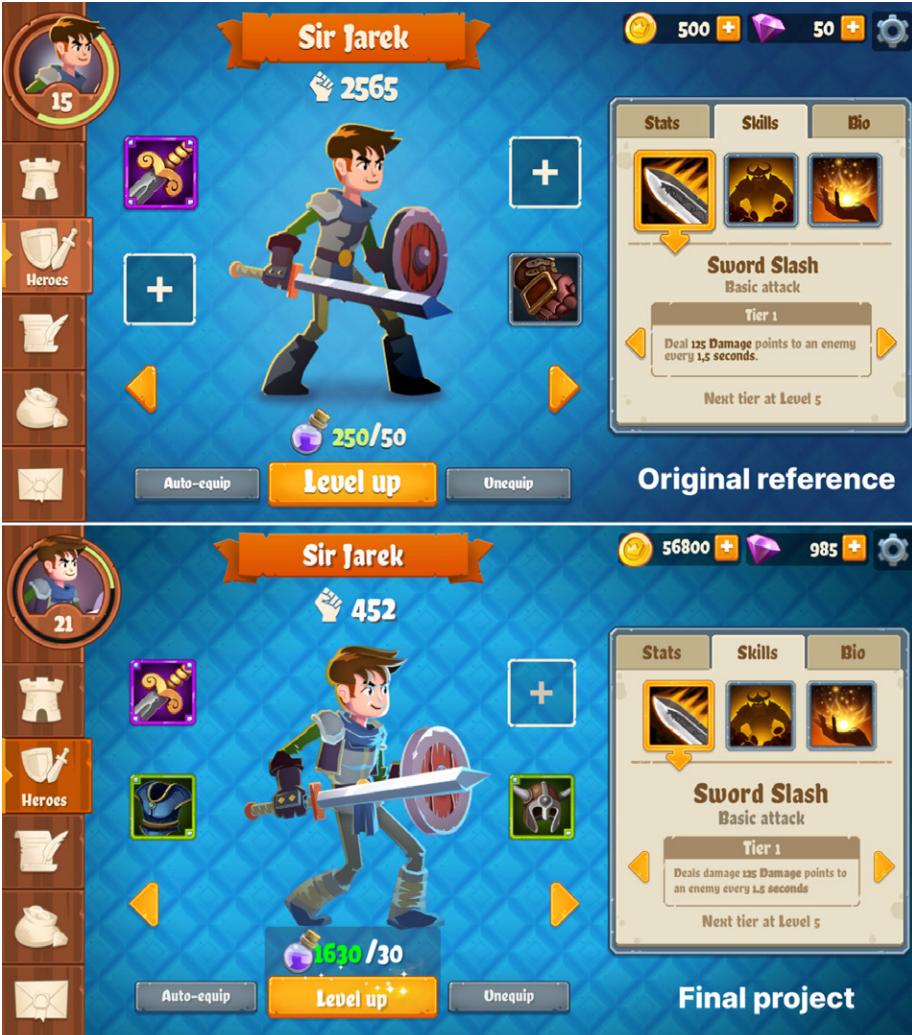 Sir Jarek
500
50
15
2565
Stats
Skills
Bio
Heroes
Sword Slash
Basic attack
Tier 1
Deal 125 Damage points to an enemy
every 1,5 seconds.
Next tier at Level 5
250/50
Auto-equip
Level up
Unequip
Original reference
Sir Jarek
56800
985
21
452
Stats
Skills
Bio
Heroes
Sword Slash
Basic attack
Tier 1
Deals damage 125 Damage points to
an enemy every 1.5 seconds
Next tier at Level 5
1630/30
Auto-equip
Level up
Unequip
Final project